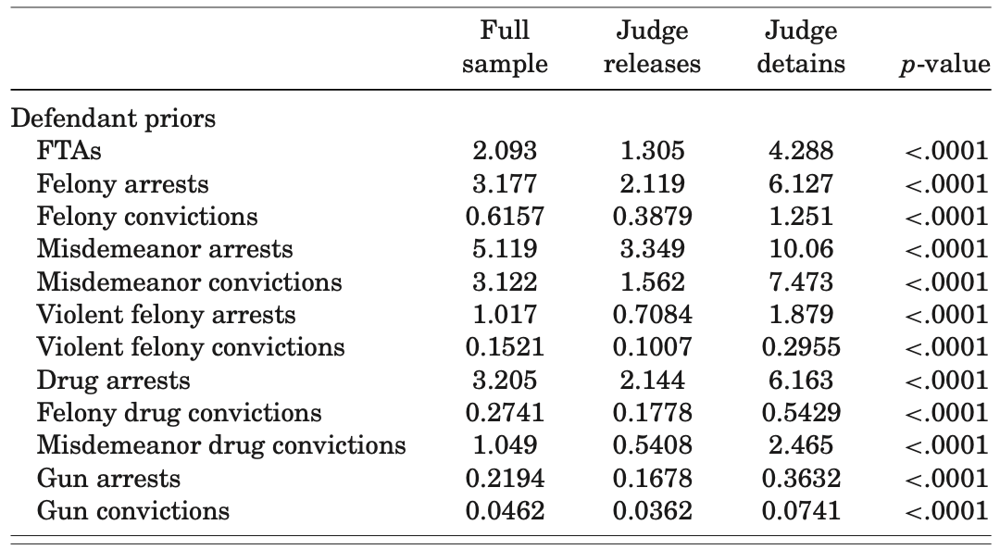 Full Judge Judge
sample releases detains p-value
Defendant priors
FTAs 2.093 1.305 4.288 <.0001
Felony arrests 3.177 2.119 6.127 <.0001
Felony convictions 0.6157 0.3879 1.251 <.0001
Misdemeanor arrests 5.119 3.349 10.06 <.0001
Misdemeanor convictions 3.122 1.562 7.473 <.0001
Violent felony arrests 1.017 0.7084 1.879 <.0001
Violent felony convictions 0.1521 0.1007 0.2955 <.0001
Drug arrests 3.205 2.144 6.163 <.0001
Felony drug convictions 0.2741 0.1778 0.5429 <.0001
Misdemeanor drug convictions 1.049 0.5408 2.465 <.0001
Gun arrests 0.2194 0.1678 0.3632 <.0001
Gun convictions 0.0462 0.0362 0.0741 <.0001